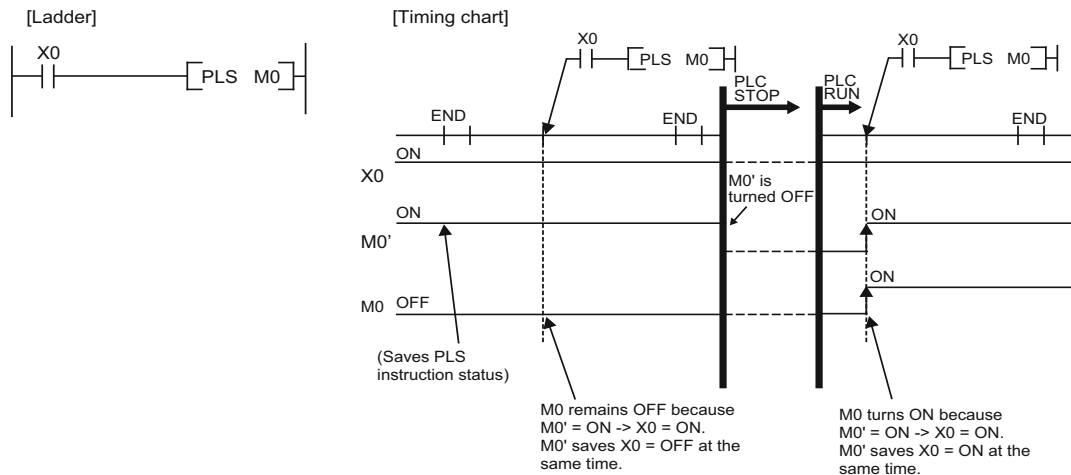 [Ladder]
X0
PLS M0
[Timing chart]
X0
PLS M0
PLC
STOP
PLC
RUN
X0
PLS M0
END
END
END
ON
X0
M0' is
turned OFF
ON
ON
M0'
ON
M0 OFF
(Saves PLS
instruction status)
M0 remains OFF because
M0' = ON -> X0 = ON.
M0' saves X0 = OFF at the
same time.
M0 turns ON because
M0' = ON -> X0 = ON.
M0' saves X0 = ON at the
same time.